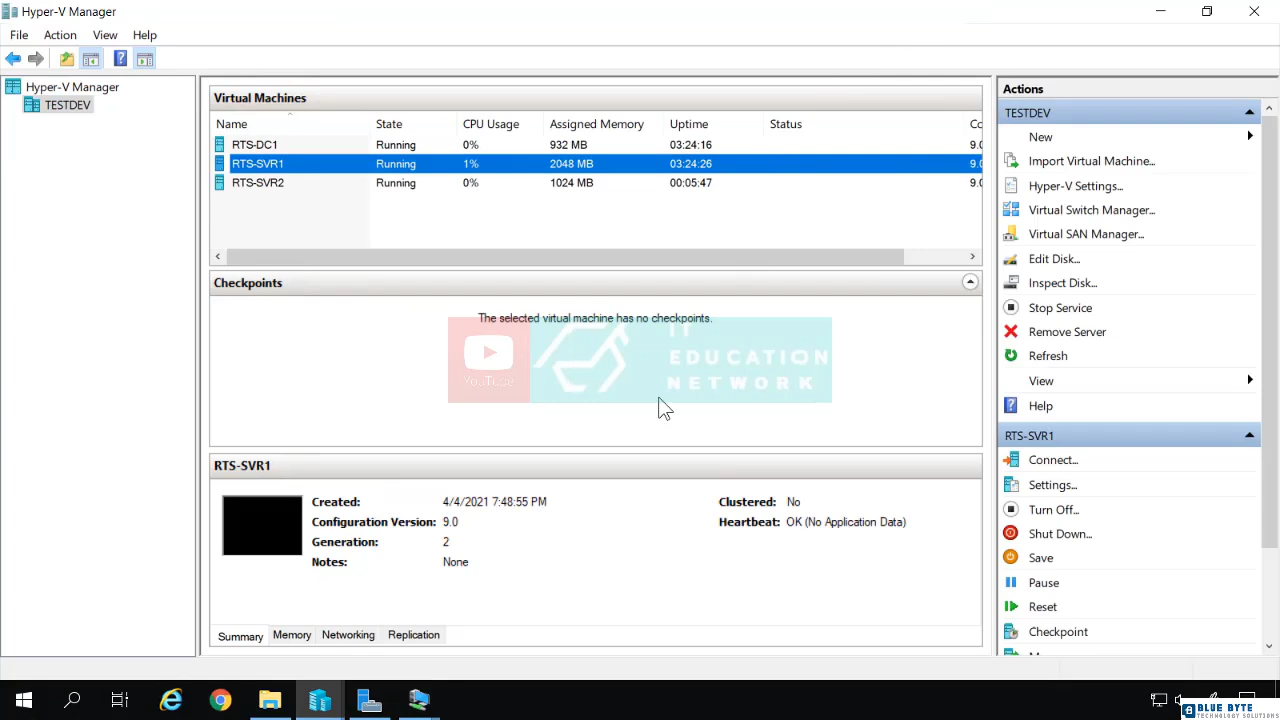 Hyper-V Manager
File Action View Help
Hyper-V Manager
TESTDEV
Virtual Machines
Name State CPU Usage Assigned Memory Uptime Status Co
RTS-DC1 Running 0% 932 MB 03:24:16 9.0
RTS-SVR1 Running 1% 2048 MB 03:24:26 9.0
RTS-SVR2 Running 0% 1024 MB 00:05:47 9.0
Checkpoints
The selected virtual machine has no checkpoints.
YouTube
IT
EDUCATION
NETWORK
RTS-SVR1
Created: 4/4/2021 7:48:55 PM Clustered: No
Configuration Version: 9.0 Heartbeat: OK (No Application Data)
Generation: 2
Notes: None
Summary Memory Networking Replication
Actions
TESTDEV
New
Import Virtual Machine...
Hyper-V Settings...
Virtual Switch Manager...
Virtual SAN Manager...
Edit Disk...
Inspect Disk...
Stop Service
Remove Server
Refresh
View
Help
RTS-SVR1
Connect...
Settings...
Turn Off...
Shut Down...
Save
Pause
Reset
Checkpoint
BLUE BYTE
TECHNOLOGY SOLUTIONS